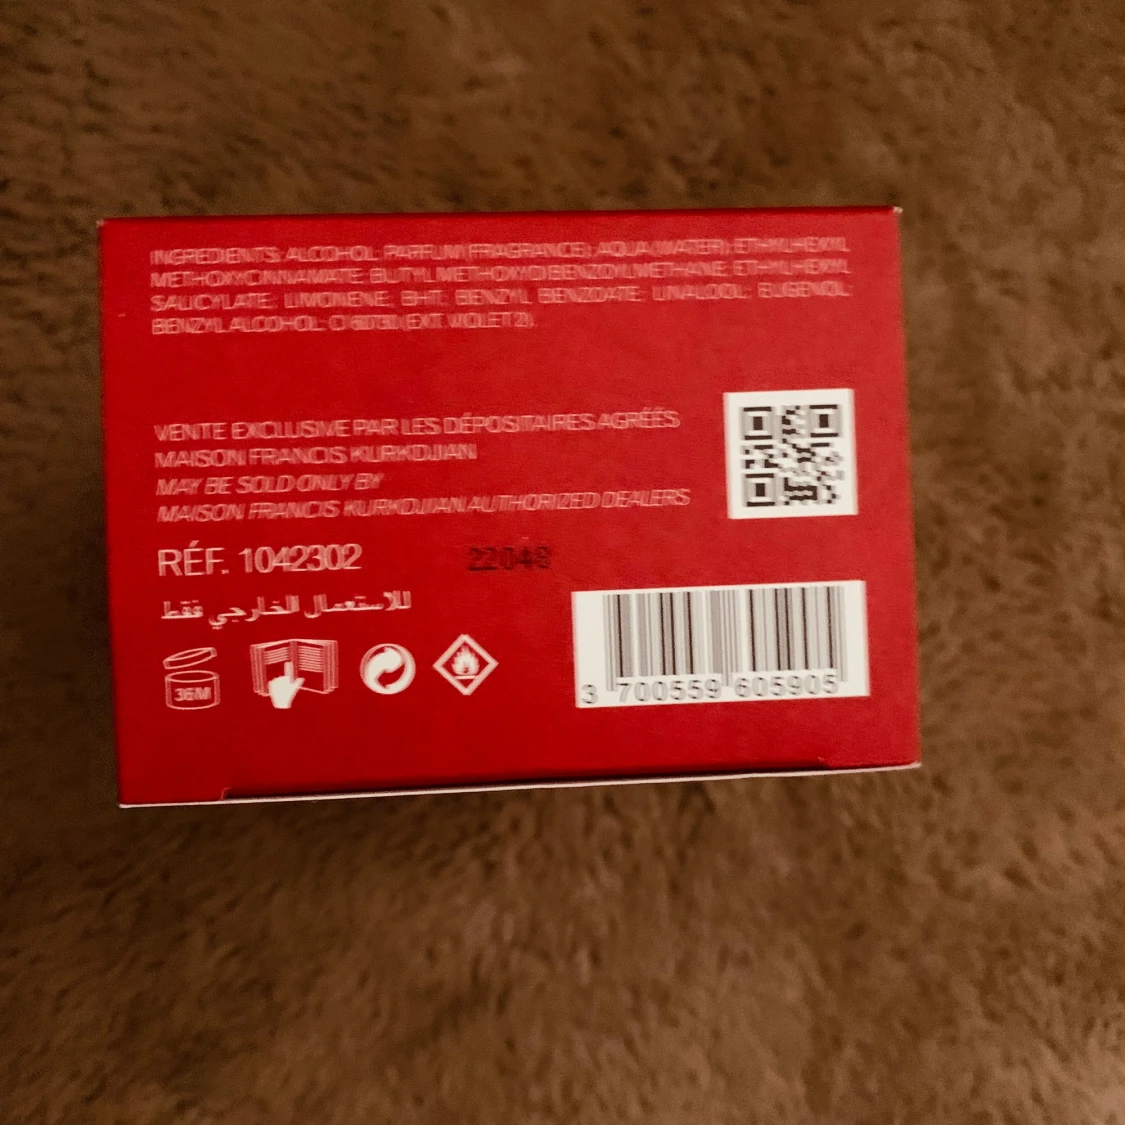 INGREDIENTS: ALCOHOL; PARFUM (FRAGRANCE); AQUA (WATER); ETHYLHEXYL
METHOXYCINNAMATE; BUTYL METHOXYDIBENZOYLMETHANE; ETHYLHEXYL
SALICYLATE; LIMONENE; BHT; BENZYL BENZOATE; LINALOOL; EUGENOL;
BENZYL ALCOHOL; CI 60730 (EXT. VIOLET 2).
VENTE EXCLUSIVE PAR LES DÉPOSITAIRES AGRÉÉS
MAISON FRANCIS KURKDJIAN
MAY BE SOLD ONLY BY
MAISON FRANCIS KURKDJIAN AUTHORIZED DEALERS
RÉF. 1042302
22048
للاستعمال الخارجي فقط
36M
3 700559 605905